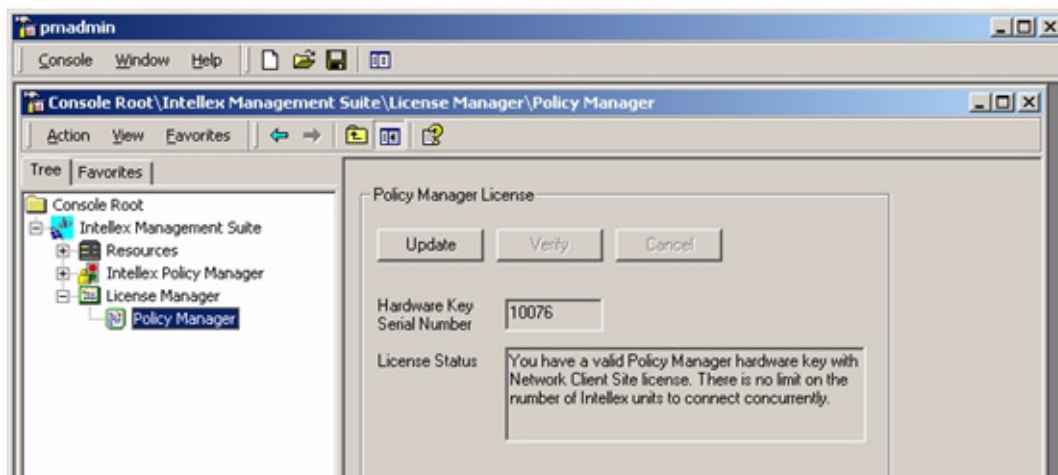 pmadmin
Console Window Help
Console Root\Intellex Management Suite\License Manager\Policy Manager
Action View Favorites
Tree Favorites
Console Root
Intellex Management Suite
Resources
Intellex Policy Manager
License Manager
Policy Manager
Policy Manager License
Update Verify Cancel
Hardware Key
Serial Number
10076
License Status
You have a valid Policy Manager hardware key with
Network Client Site license. There is no limit on the
number of Intellex units to connect concurrently.